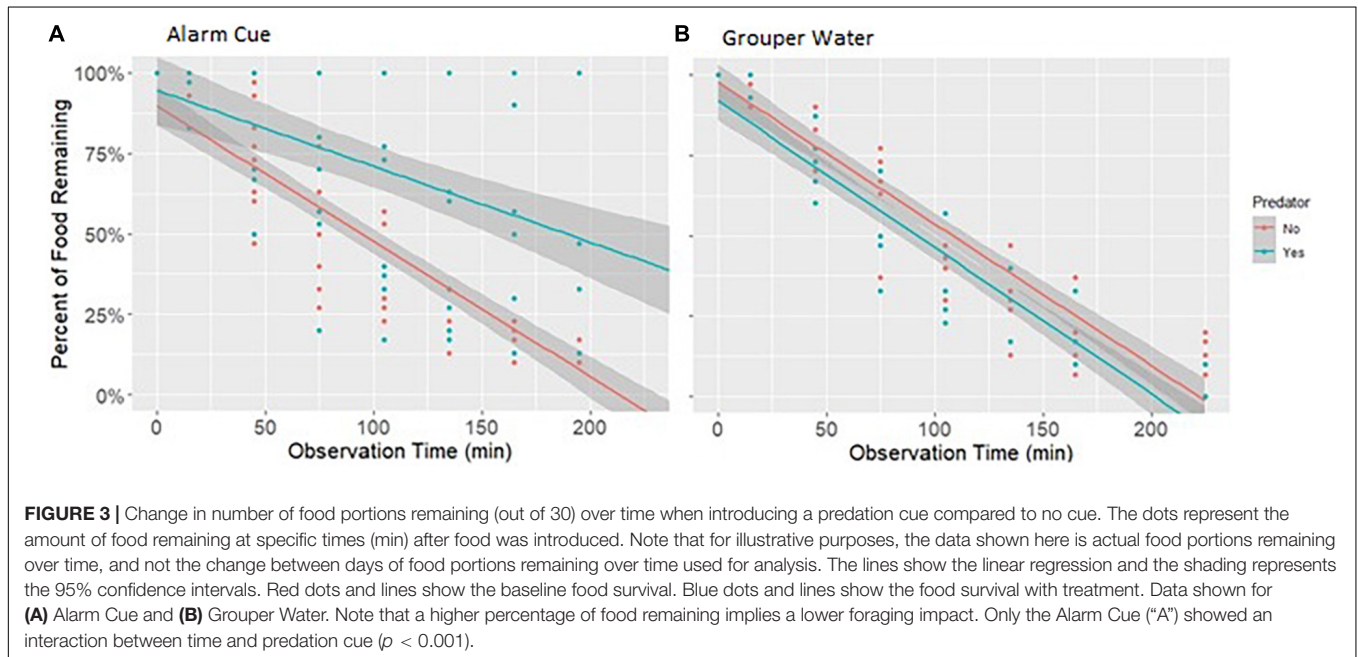 A Alarm Cue
B Grouper Water
Percent of Food Remaining
100%
75%
50%
25%
0%
0 50 100 150 200
Observation Time (min)
0 50 100 150 200
Observation Time (min)
Predator
No
Yes
FIGURE 3 | Change in number of food portions remaining (out of 30) over time when introducing a predation cue compared to no cue. The dots represent the
amount of food remaining at specific times (min) after food was introduced. Note that for illustrative purposes, the data shown here is actual food portions remaining
over time, and not the change between days of food portions remaining over time used for analysis. The lines show the linear regression and the shading represents
the 95% confidence intervals. Red dots and lines show the baseline food survival. Blue dots and lines show the food survival with treatment. Data shown for
(A) Alarm Cue and (B) Grouper Water. Note that a higher percentage of food remaining implies a lower foraging impact. Only the Alarm Cue (“A”) showed an
interaction between time and predation cue (p < 0.001).